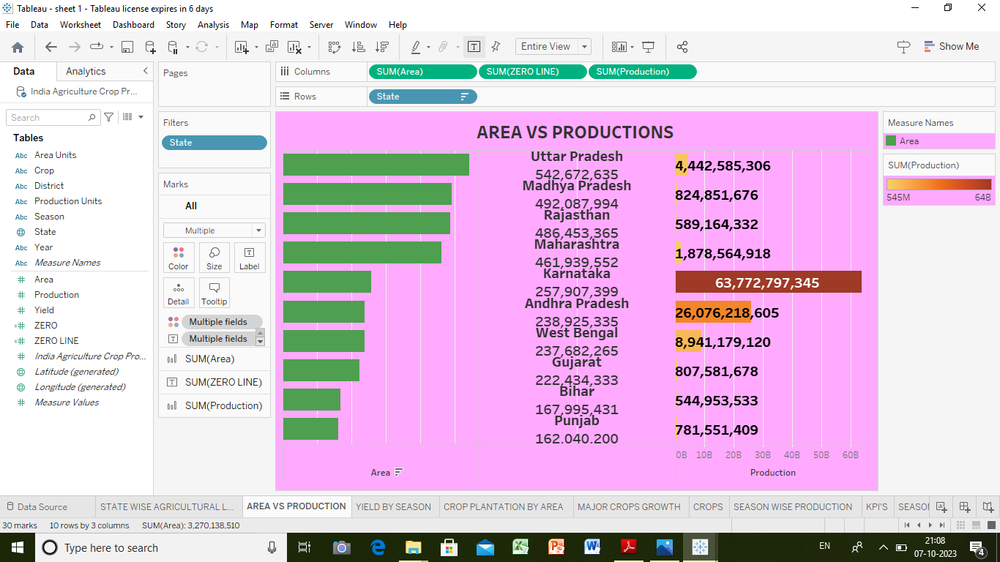 Tableau - sheet 1 - Tableau license expires in 6 days
File Data Worksheet Dashboard Story Analysis Map Format Server Window Help
Entire View
Show Me
Data Analytics
India Agriculture Crop Pr...
Search
Tables
Abc Area Units
Abc Crop
Abc District
Abc Production Units
Abc Season
State
Abc Year
Abc Measure Names
Area
Production
Yield
ZERO
ZERO LINE
India Agriculture Crop Pro...
Latitude (generated)
Longitude (generated)
Measure Values
Pages
Filters
State
Marks
All
Multiple
Color Size Label
Detail Tooltip
Multiple fields
Multiple fields
SUM(Area)
SUM(ZERO LINE)
SUM(Production)
Columns SUM(Area) SUM(ZERO LINE) SUM(Production)
Rows State
AREA VS PRODUCTIONS
Uttar Pradesh
542,672,635 4,442,585,306
Madhya Pradesh
492,087,994 824,851,676
Rajasthan
486,453,365 589,164,332
Maharashtra
461,939,552 1,878,564,918
Karnataka
257,907,399 63,772,797,345
Andhra Pradesh
238,925,335 26,076,218,605
West Bengal
237,682,265 8,941,179,120
Gujarat
222,434,333 807,581,678
Bihar
167,995,431 544,953,533
Punjab
162,040,200 781,551,409
0B 10B 20B 30B 40B 50B 60B
Area Production
Measure Names
Area
SUM(Production)
545M 64B
Data Source STATE WISE AGRICULTURAL L... AREA VS PRODUCTION YIELD BY SEASON CROP PLANTATION BY AREA MAJOR CROPS GROWTH CROPS SEASON WISE PRODUCTION KPI'S SEASO
30 marks 10 rows by 3 columns SUM(Area): 3,270,138,510
Type here to search EN 21:08
07-10-2023 4